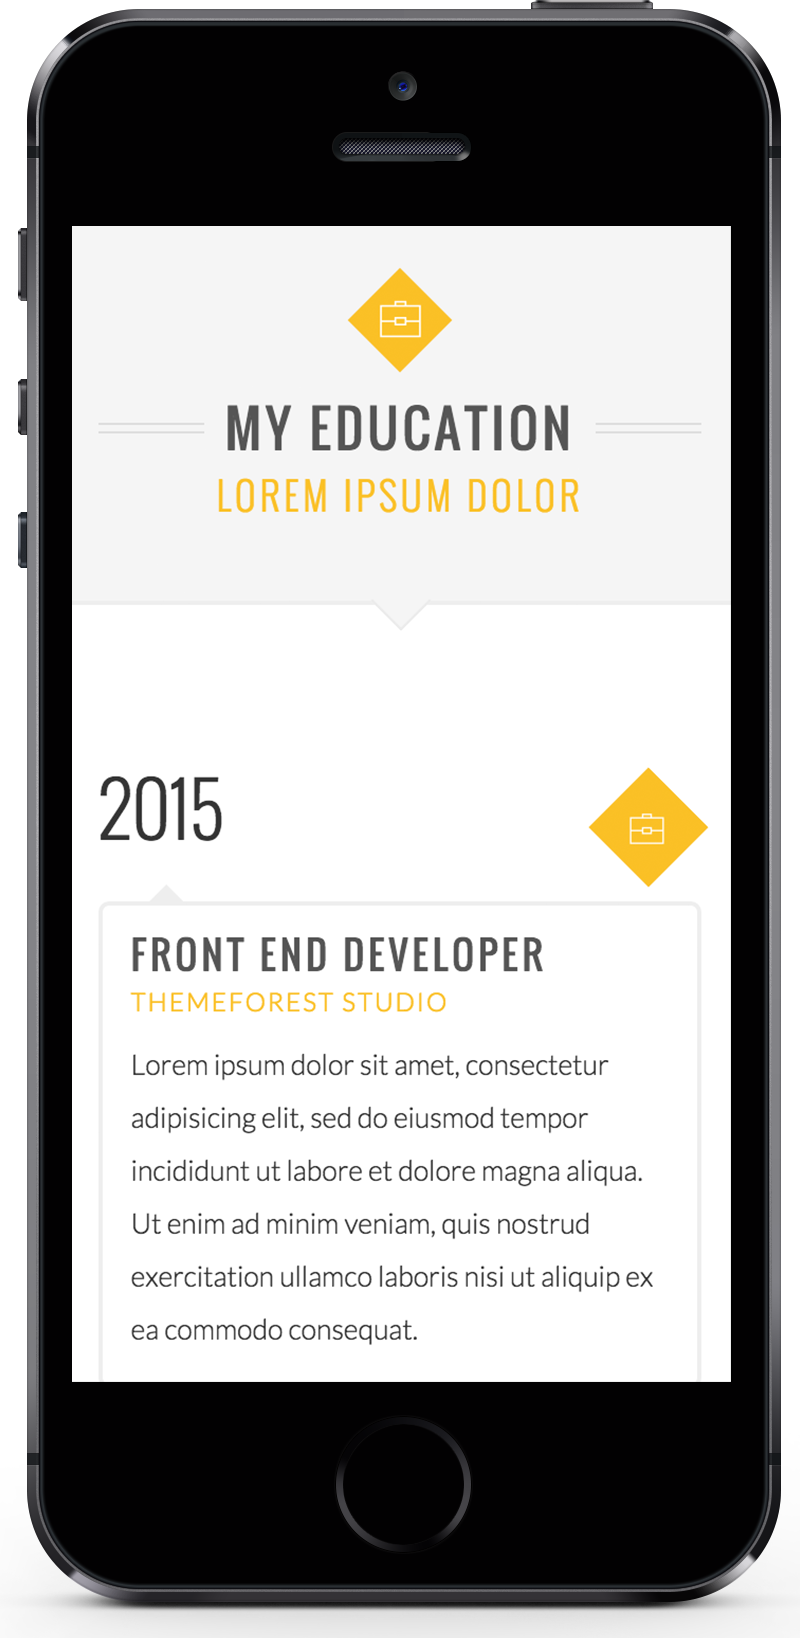 MY EDUCATION
LOREM IPSUM DOLOR
2015
FRONT END DEVELOPER
THEMEFOREST STUDIO
Lorem ipsum dolor sit amet, consectetur
adipisicing elit, sed do eiusmod tempor
incididunt ut labore et dolore magna aliqua.
Ut enim ad minim veniam, quis nostrud
exercitation ullamco laboris nisi ut aliquip ex
ea commodo consequat.